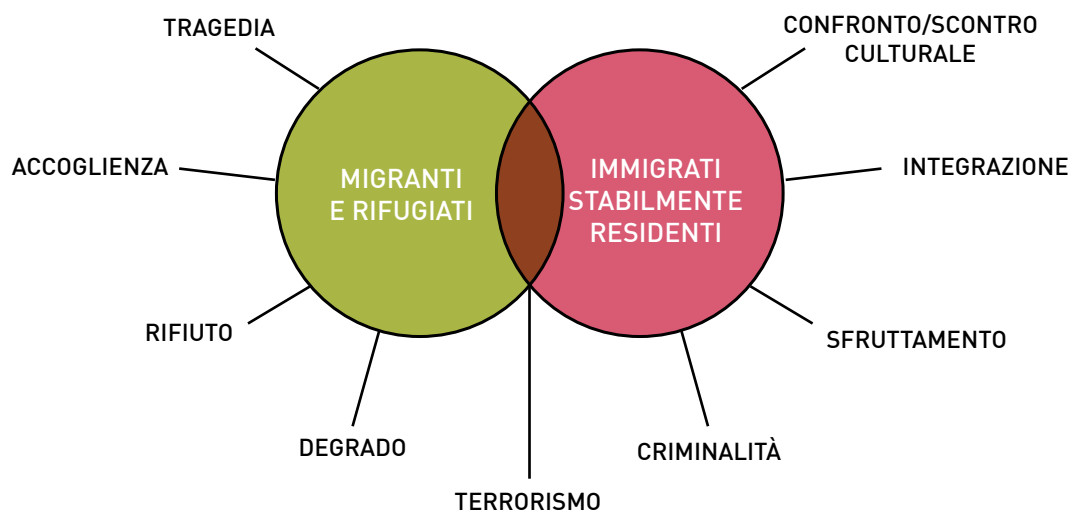 TRAGEDIA
CONFRONTO/SCONTRO
CULTURALE
ACCOGLIENZA
MIGRANTI
E RIFUGIATI
IMMIGRATI
STABILMENTE
RESIDENTI
INTEGRAZIONE
RIFIUTO
SFRUTTAMENTO
DEGRADO
CRIMINALITÀ
TERRORISMO